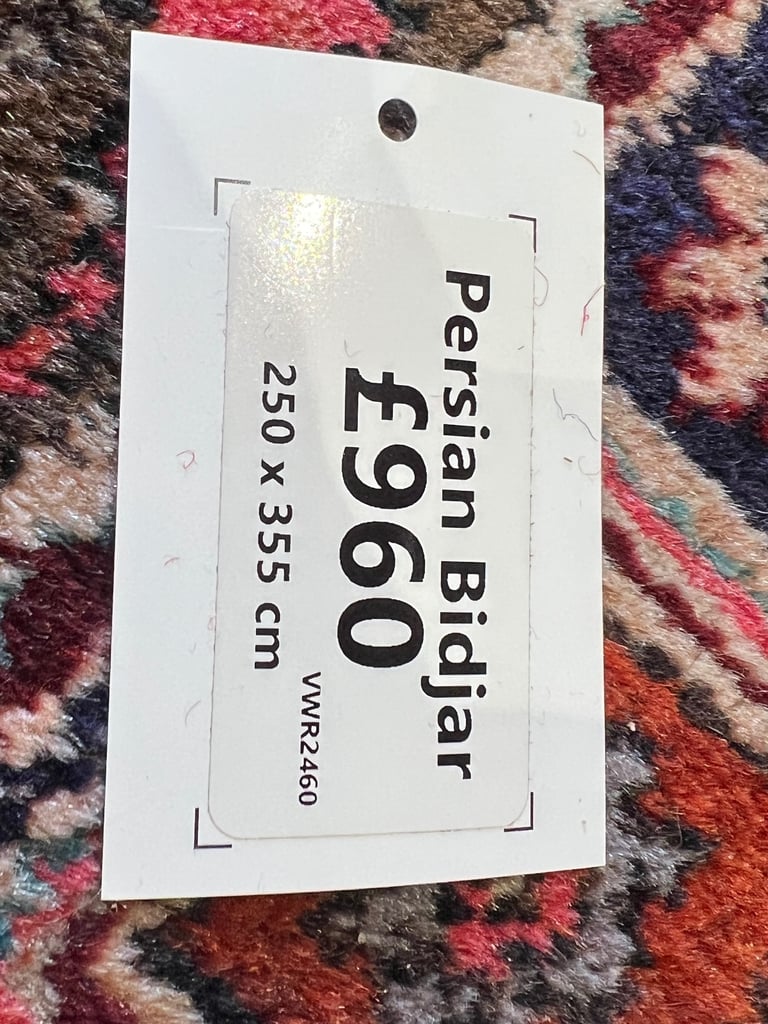 Persian Bidjar
£960
VWR2460
250 x 355 cm